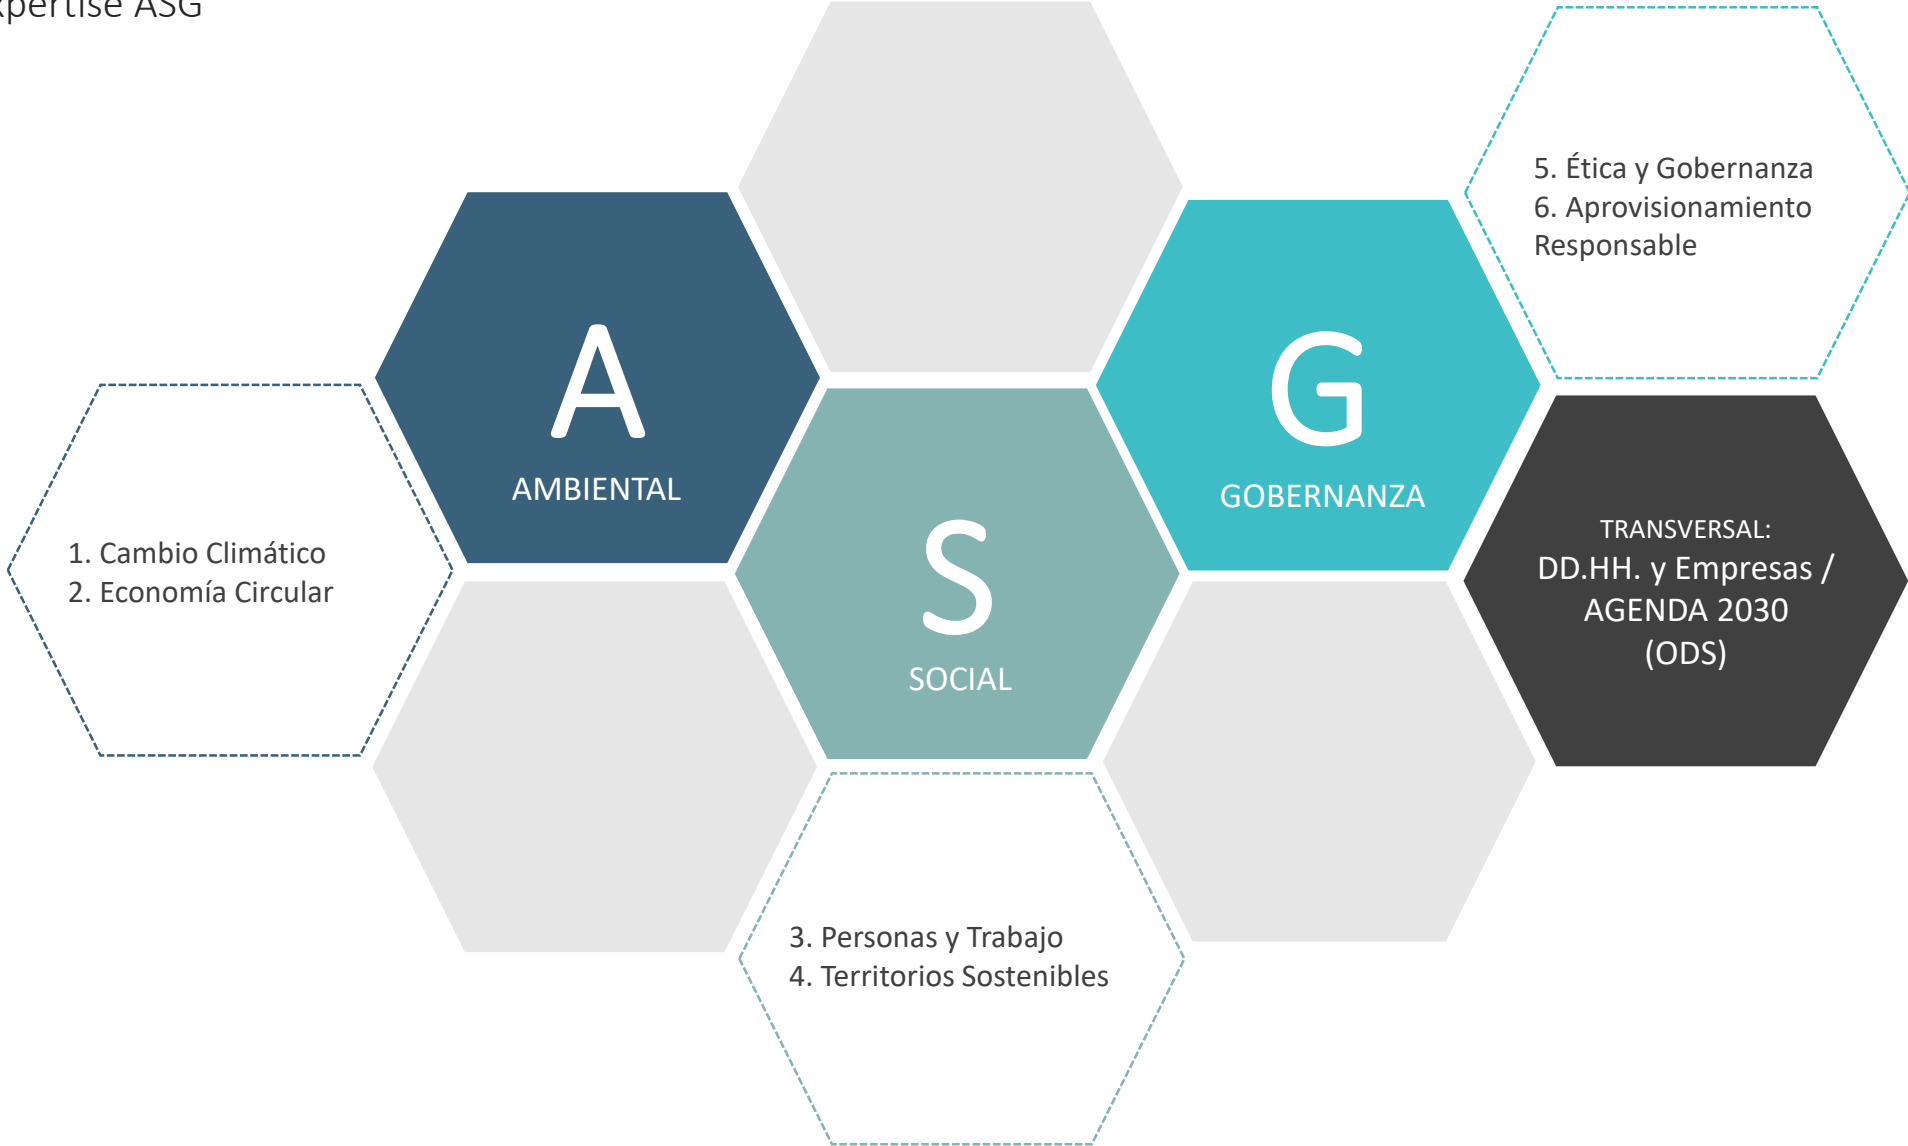 ASG
A
AMBIENTAL
1. Cambio Climático
2. Economía Circular
S
SOCIAL
3. Personas y Trabajo
4. Territorios Sostenibles
G
GOBERNANZA
5. Ética y Gobernanza
6. Aprovisionamiento
Responsable
TRANSVERSAL:
DD.HH. y Empresas /
AGENDA 2030
(ODS)